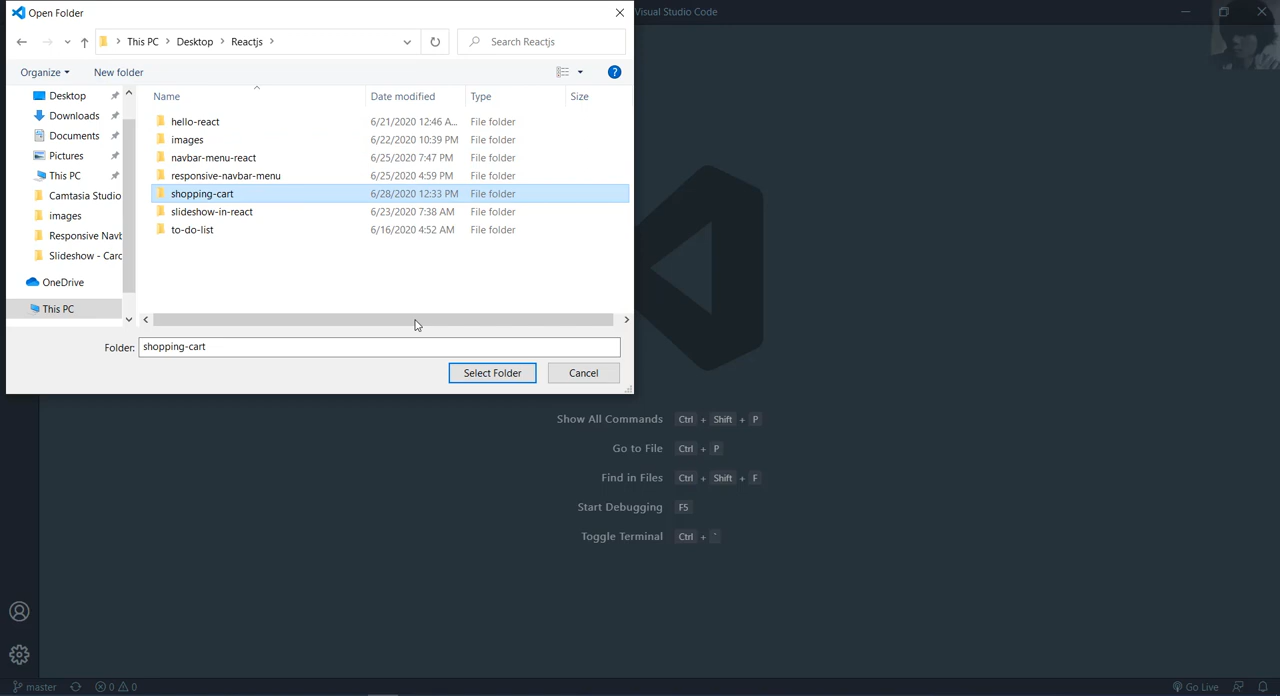 Open Folder
Visual Studio Code
This PC > Desktop > Reactjs >
Search Reactjs
Organize
New folder
?
Name Date modified Type Size
Desktop
Downloads
Documents
Pictures
This PC
Camtasia Studio
images
Responsive Navb
Slideshow - Carc
OneDrive
This PC
hello-react 6/21/2020 12:46 A... File folder
images 6/22/2020 10:39 PM File folder
navbar-menu-react 6/25/2020 7:47 PM File folder
responsive-navbar-menu 6/25/2020 4:59 PM File folder
shopping-cart 6/28/2020 12:33 PM File folder
slideshow-in-react 6/23/2020 7:38 AM File folder
to-do-list 6/16/2020 4:52 AM File folder
Folder: shopping-cart
Select Folder Cancel
Show All Commands Ctrl + Shift + P
Go to File Ctrl + P
Find in Files Ctrl + Shift + F
Start Debugging F5
Toggle Terminal Ctrl + `
master 0 0 Go Live